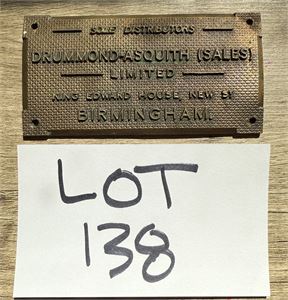 SOLE DISTRIBUTORS
DRUMMOND-ASQUITH (SALES)
LIMITED
KING EDWARD HOUSE, NEW ST
BIRMINGHAM.
LOT
138